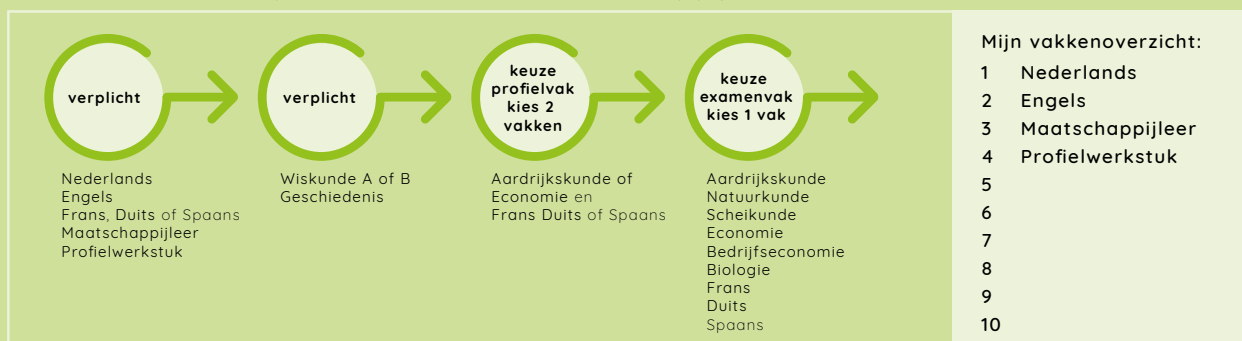 verplicht
Nederlands
Engels
Frans, Duits of Spaans
Maatschappijleer
Profielwerkstuk
verplicht
Wiskunde A of B
Geschiedenis
keuze
profielvak
kies 2
vakken
Aardrijkskunde of
Economie en
Frans Duits of Spaans
keuze
examenvak
kies 1 vak
Aardrijkskunde
Natuurkunde
Scheikunde
Economie
Bedrijfseconomie
Biologie
Frans
Duits
Spaans
Mijn vakkenoverzicht:
1 Nederlands
2 Engels
3 Maatschappijleer
4 Profielwerkstuk
5
6
7
8
9
10